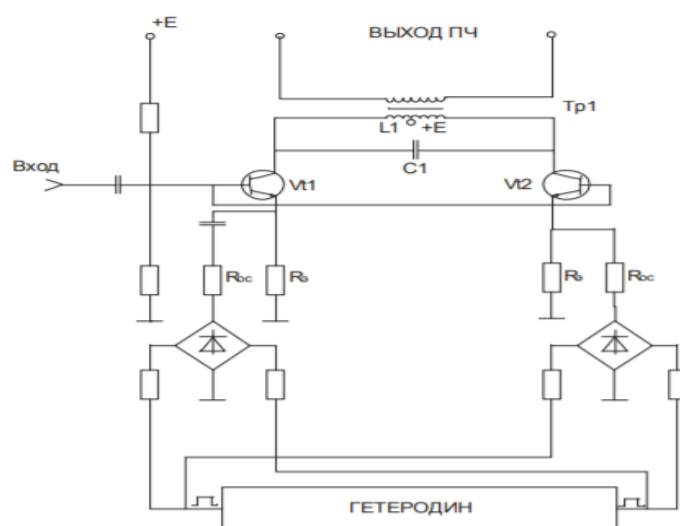 +E
ВЫХОД ПЧ
Тр1
L1 +E
C1
Вход
Vt1
Vt2
Rос
Rэ
Rэ
Rос
ГЕТЕРОДИН